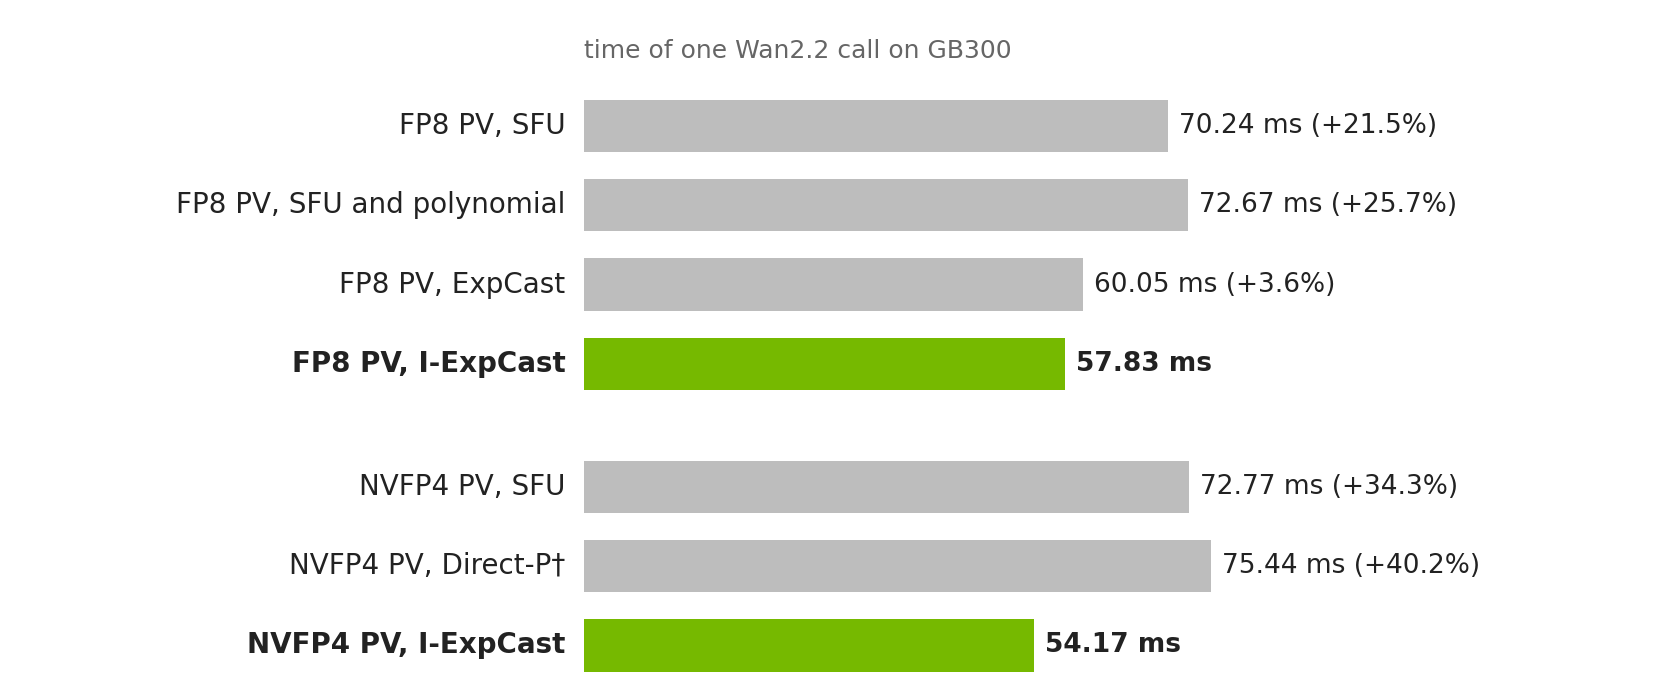 time of one Wan2.2 call on GB300
FP8 PV, SFU 70.24 ms (+21.5%)
FP8 PV, SFU and polynomial 72.67 ms (+25.7%)
FP8 PV, ExpCast 60.05 ms (+3.6%)
FP8 PV, I-ExpCast 57.83 ms
NVFP4 PV, SFU 72.77 ms (+34.3%)
NVFP4 PV, Direct-P† 75.44 ms (+40.2%)
NVFP4 PV, I-ExpCast 54.17 ms